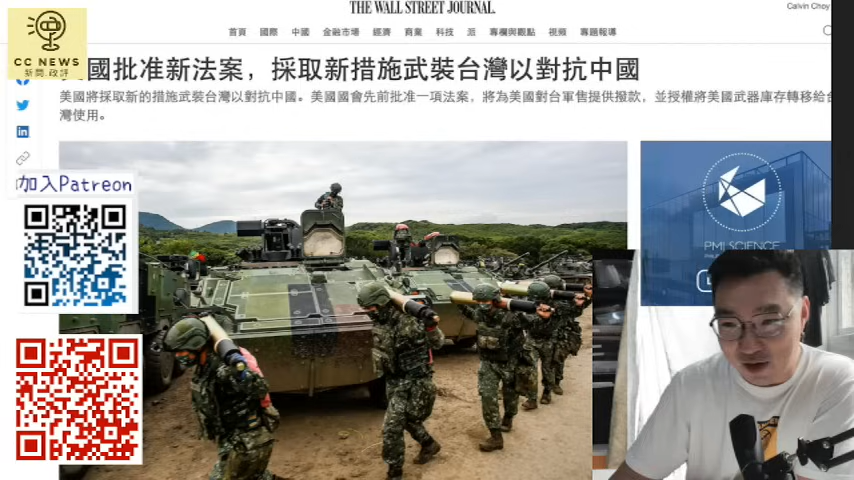 THE WALL STREET JOURNAL.
Calvin Choy
首頁 國際 中國 金融市場 經濟 商業 科技 派 專欄與觀點 視頻 專題報導
CC NEWS
新聞.政評
國批准新法案，採取新措施武裝台灣以對抗中國
美國將採取新的措施武裝台灣以對抗中國。美國國會先前批准一項法案，將為美國對台軍售提供撥款，並授權將美國武器庫存轉移給台
灣使用。
加入Patreon
PMI SCIENCE